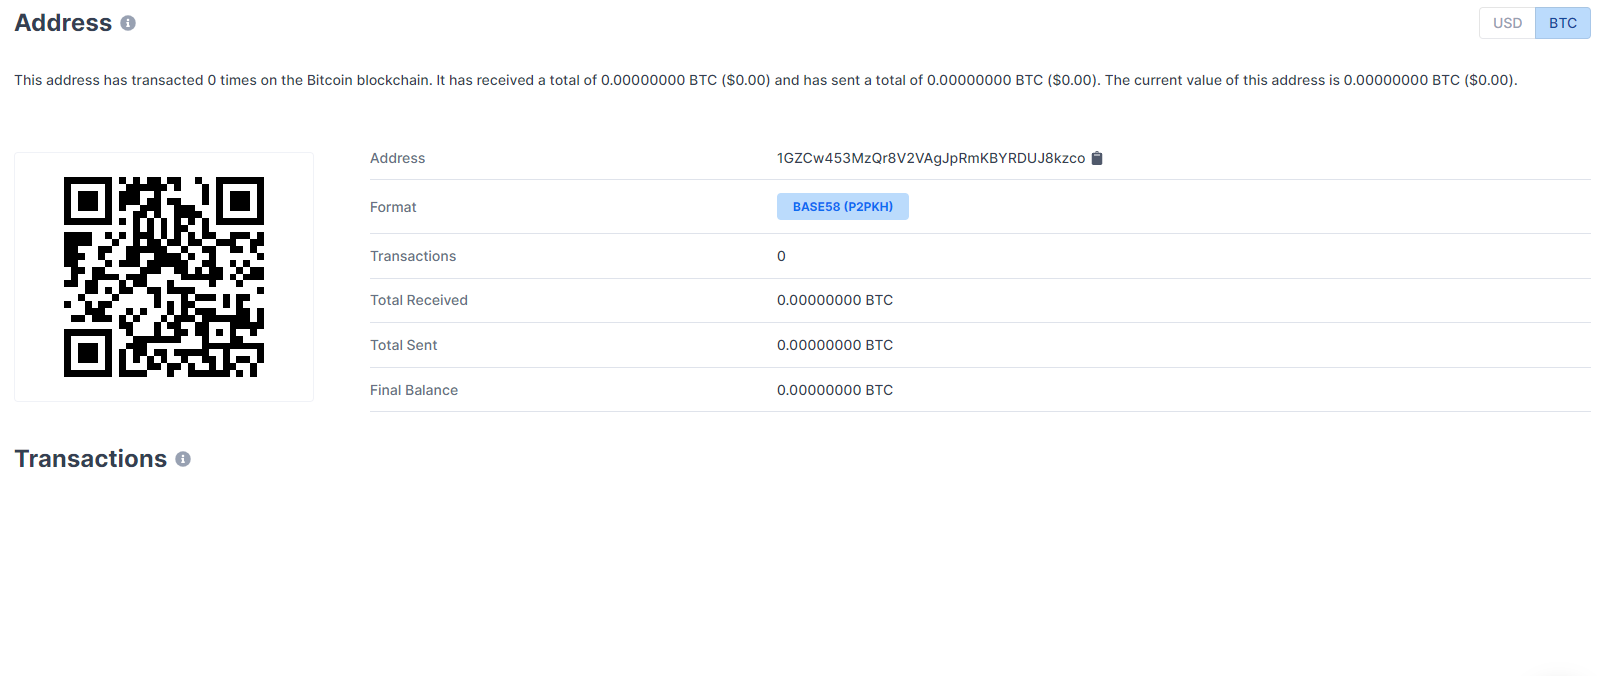 Address
USD BTC
This address has transacted 0 times on the Bitcoin blockchain. It has received a total of 0.00000000 BTC ($0.00) and has sent a total of 0.00000000 BTC ($0.00). The current value of this address is 0.00000000 BTC ($0.00).
Address 1GZCw453MzQr8V2VAgJpRmKBYRDUJ8kzco
Format BASE58 (P2PKH)
Transactions 0
Total Received 0.00000000 BTC
Total Sent 0.00000000 BTC
Final Balance 0.00000000 BTC
Transactions